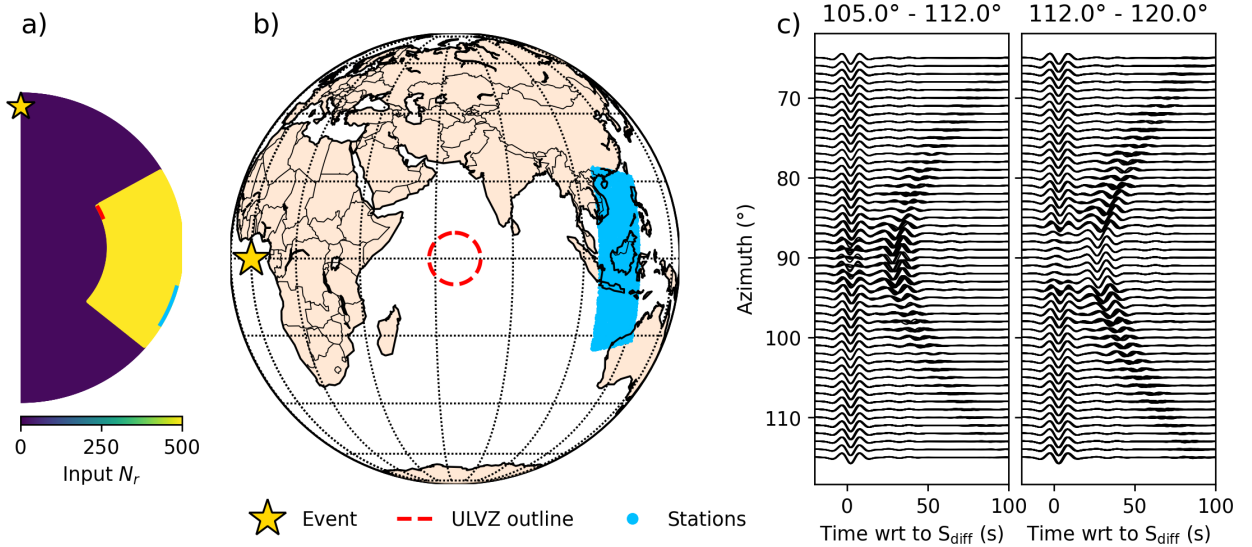 a)
0 250 500
Input Nᵣ
b)
Event ULVZ outline Stations
c)
105.0° - 112.0° 112.0° - 120.0°
Azimuth (°)
70
80
90
100
110
0 50 100 0 50 100
Time wrt to S_diff (s) Time wrt to S_diff (s)